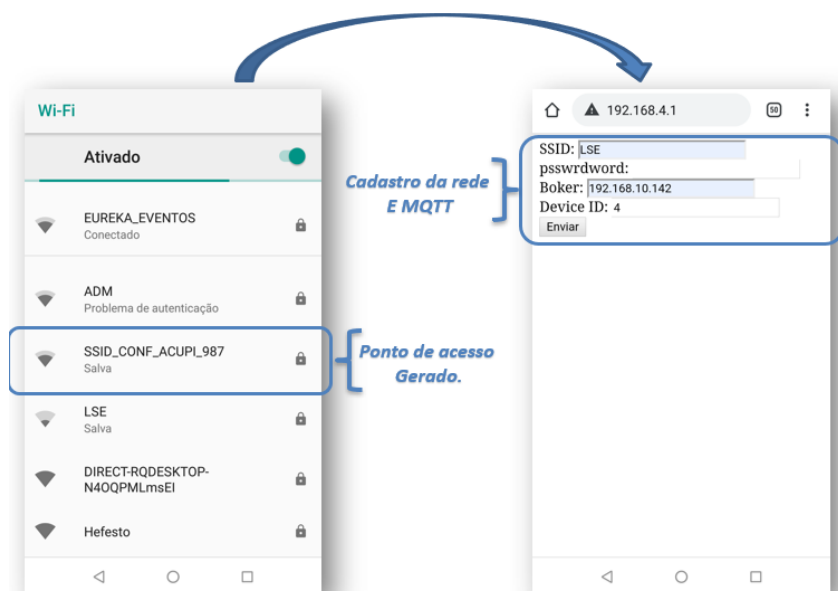 Wi-Fi
Ativado
EUREKA_EVENTOS
Conectado
ADM
Problema de autenticação
SSID_CONF_ACUPI_987
Salva
LSE
Salva
DIRECT-RQDESKTOP-
N4OQPMLmsEI
Hefesto
Cadastro da rede
E MQTT
Ponto de acesso
Gerado.
192.168.4.1
50
SSID: LSE
psswrdword:
Boker: 192.168.10.142
Device ID: 4
Enviar